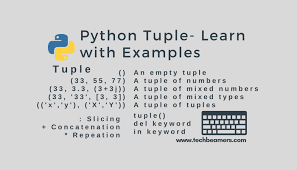 Python Tuple- Learn
with Examples
Tuple
() An empty tuple
(33, 55, 77) A tuple of numbers
(33, 3.3, (3+3j)) A tuple of mixed numbers
(33, '33', [3, 3]) A tuple of mixed types
(('x','y'), ('X','Y')) A tuple of tuples
: Slicing tuple()
+ Concatenation del keyword
* Repeation in keyword
www.techbeamers.com